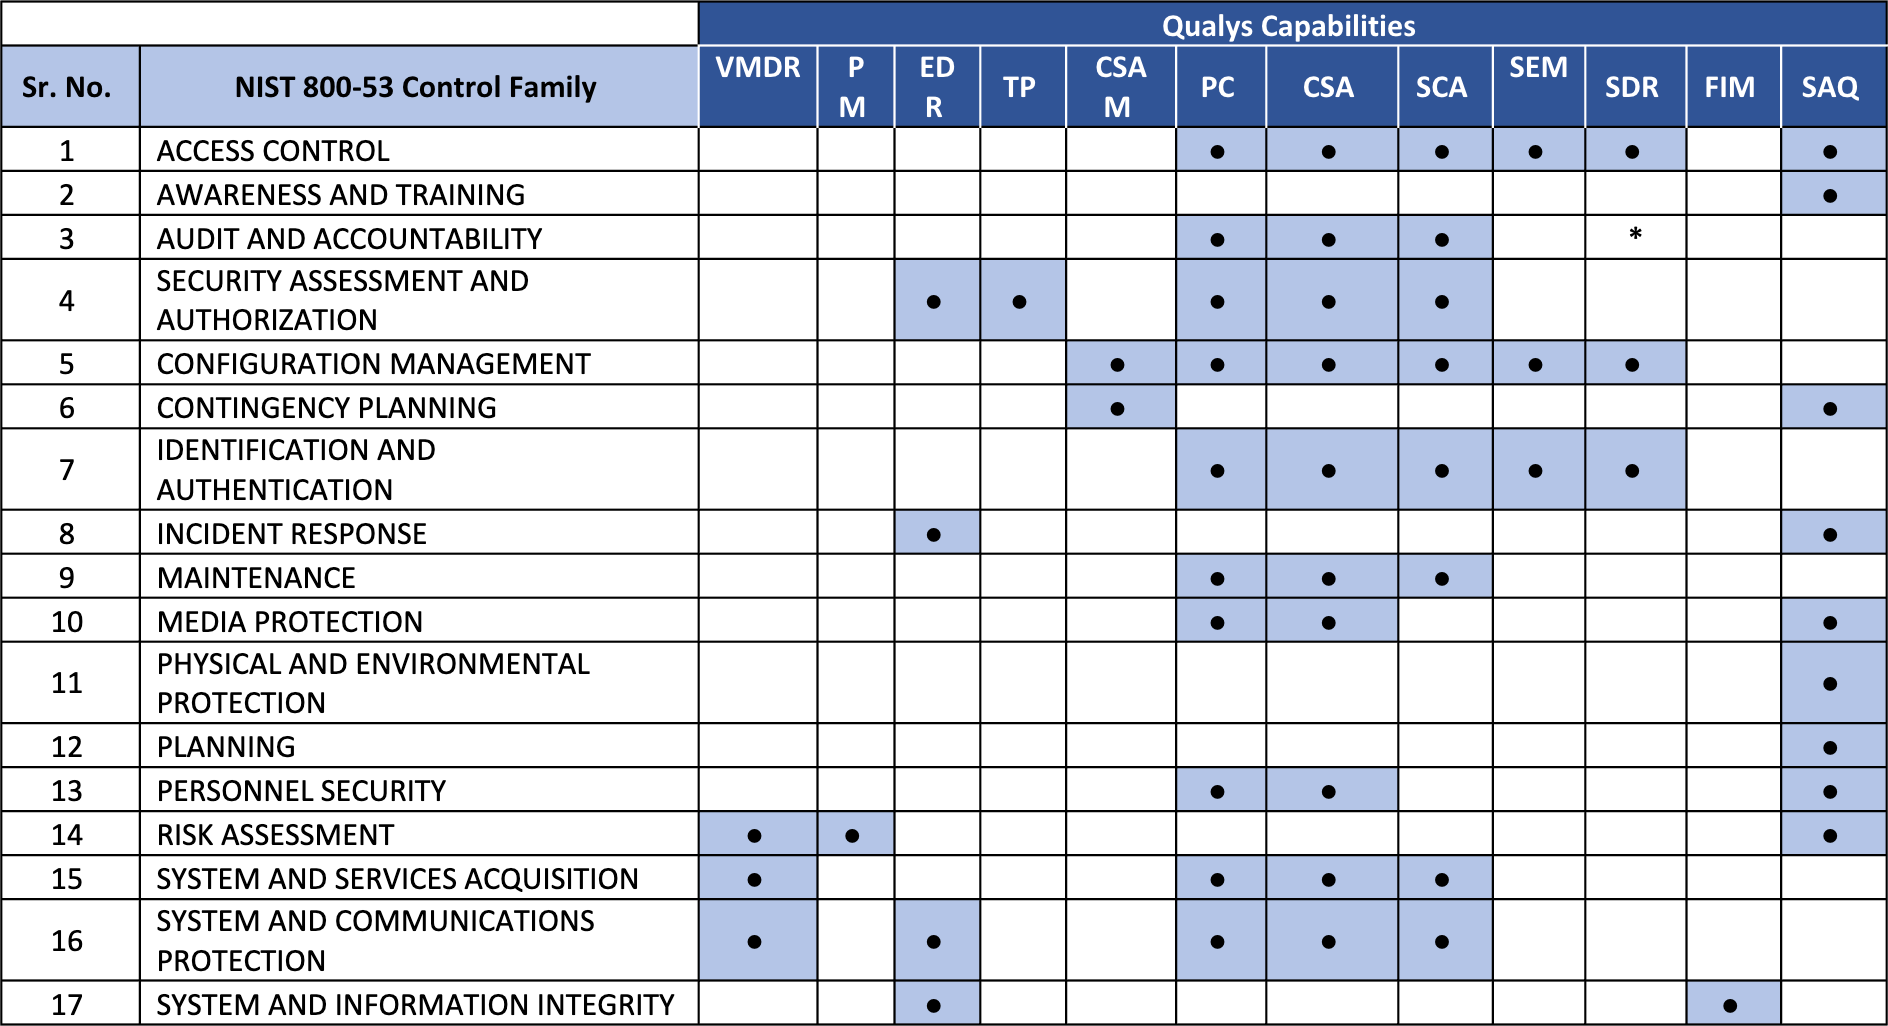 Qualys Capabilities
Sr. No. NIST 800-53 Control Family VMDR PM EDR TP CSAM PC CSA SCA SEM SDR FIM SAQ
1 ACCESS CONTROL ● ● ● ● ● ●
2 AWARENESS AND TRAINING ●
3 AUDIT AND ACCOUNTABILITY ● ● ● *
4 SECURITY ASSESSMENT AND
AUTHORIZATION ● ● ● ● ●
5 CONFIGURATION MANAGEMENT ● ● ● ● ● ●
6 CONTINGENCY PLANNING ● ●
7 IDENTIFICATION AND
AUTHENTICATION ● ● ● ● ●
8 INCIDENT RESPONSE ● ●
9 MAINTENANCE ● ● ●
10 MEDIA PROTECTION ● ● ●
11 PHYSICAL AND ENVIRONMENTAL
PROTECTION ●
12 PLANNING ●
13 PERSONNEL SECURITY ● ● ●
14 RISK ASSESSMENT ● ● ●
15 SYSTEM AND SERVICES ACQUISITION ● ● ● ●
16 SYSTEM AND COMMUNICATIONS
PROTECTION ● ● ● ● ●
17 SYSTEM AND INFORMATION INTEGRITY ● ●